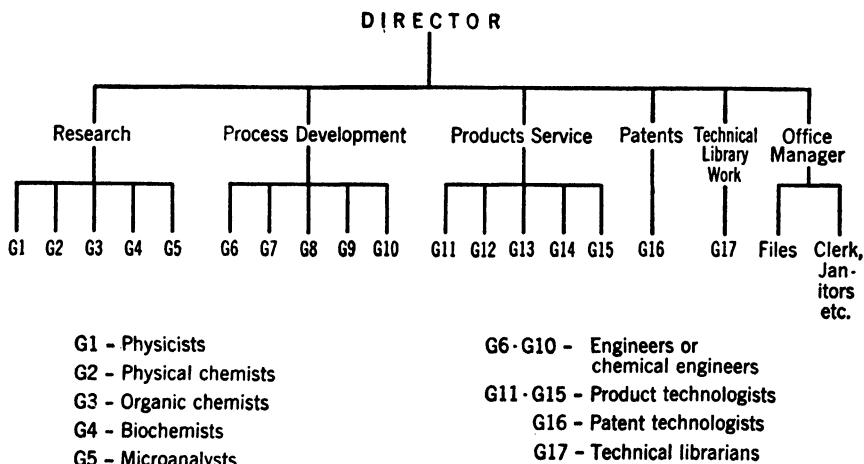 DIRECTOR
Research
Process Development
Products Service
Patents
Technical
Library
Work
Office
Manager
G1 G2 G3 G4 G5 G6 G7 G8 G9 G10 G11 G12 G13 G14 G15 G16 G17 Files Clerk,
Jan-
itors
etc.
G1 - Physicists
G2 - Physical chemists
G3 - Organic chemists
G4 - Biochemists
G5 - Microanalysts
G6-G10 - Engineers or
chemical engineers
G11-G15 - Product technologists
G16 - Patent technologists
G17 - Technical librarians